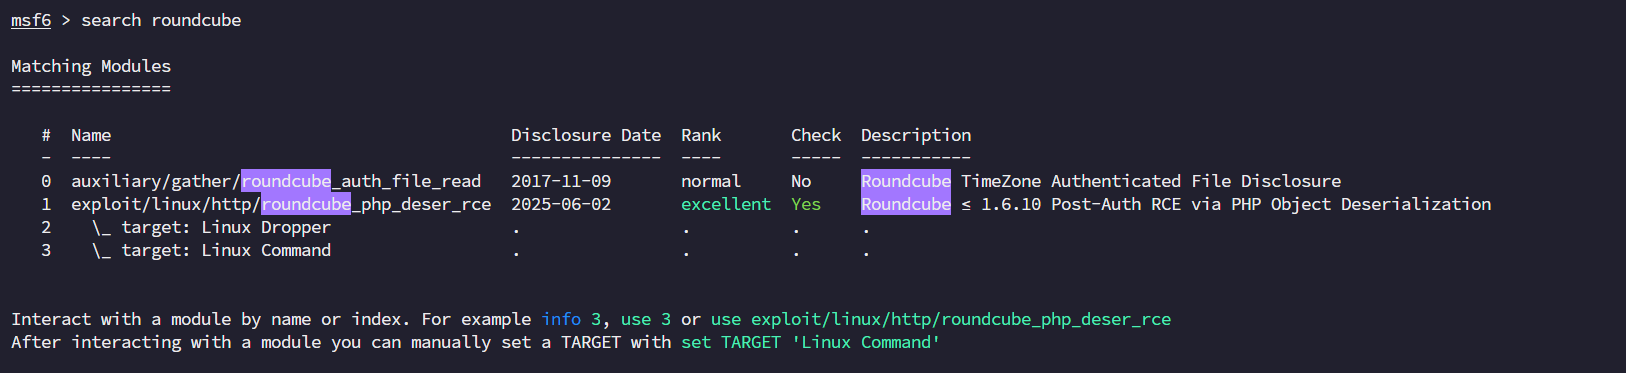 msf6 > search roundcube
Matching Modules
================
#  Name                                       Disclosure Date  Rank       Check  Description
-  ----                                       ---------------  ----       -----  -----------
0  auxiliary/gather/roundcube_auth_file_read  2017-11-09       normal     No     Roundcube TimeZone Authenticated File Disclosure
1  exploit/linux/http/roundcube_php_deser_rce  2025-06-02       excellent  Yes    Roundcube ≤ 1.6.10 Post-Auth RCE via PHP Object Deserialization
2    \_ target: Linux Dropper                  .                .          .      .
3    \_ target: Linux Command                  .                .          .      .
Interact with a module by name or index. For example info 3, use 3 or use exploit/linux/http/roundcube_php_deser_rce
After interacting with a module you can manually set a TARGET with set TARGET 'Linux Command'